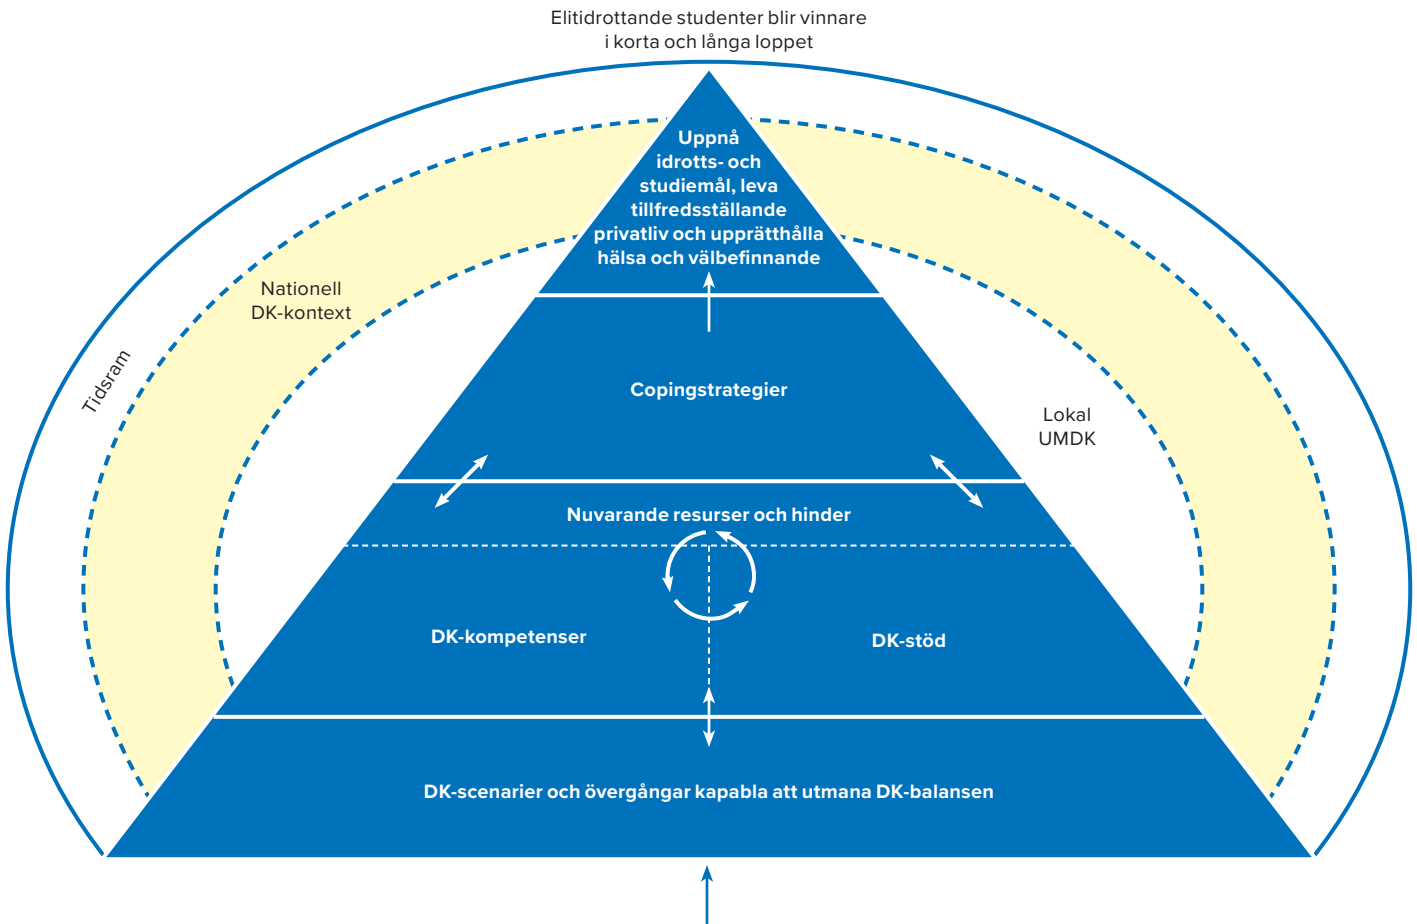 Elitidrottande studenter blir vinnare
i korta och långa loppet
Uppnå
idrotts- och
studiemål, leva
tillfredsställande
privatliv och upprätthålla
hälsa och välbefinnande
Nationell
DK-kontext
Tidsram
Copingstrategier
Lokal
UMDK
Nuvarande resurser och hinder
DK-kompetenser
DK-stöd
DK-scenarier och övergångar kapabla att utmana DK-balansen